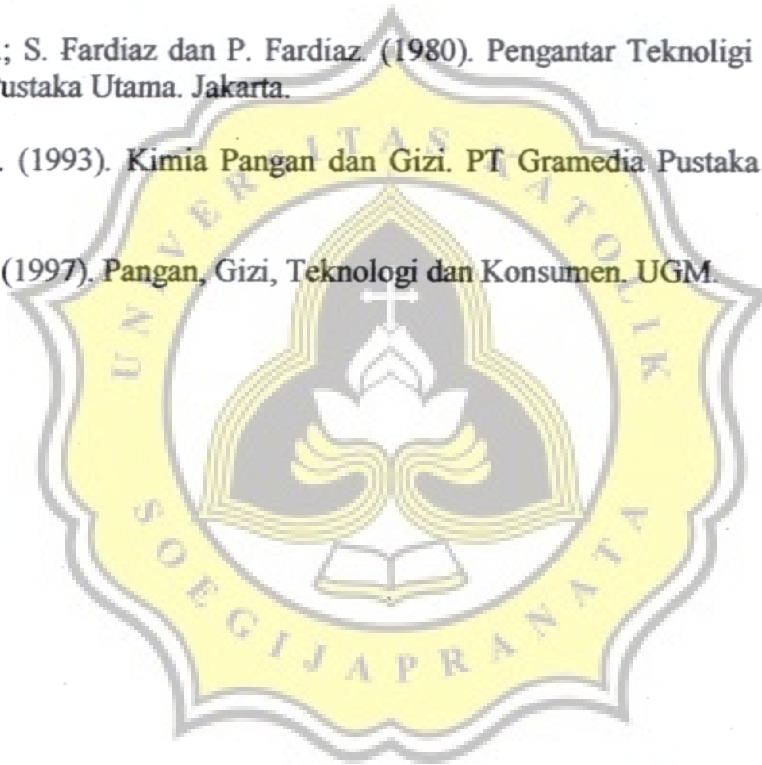 .; S. Fardiaz dan P. Fardiaz. (1980). Pengantar Teknoligi
Pustaka Utama. Jakarta.
. (1993). Kimia Pangan dan Gizi. PT Gramedia Pustaka
(1997). Pangan, Gizi, Teknologi dan Konsumen. UGM.
UNIVERSITAS KATOLIK
SOEGIJAPRANATA